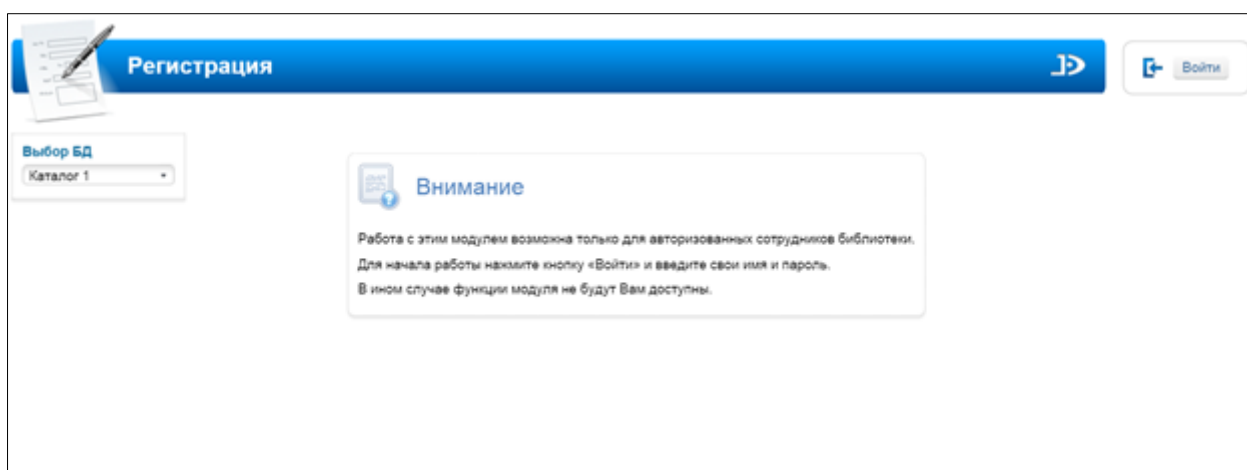 Регистрация
Войти
Выбор БД
Каталог 1
Внимание
Работа с этим модулем возможна только для авторизованных сотрудников библиотеки.
Для начала работы нажмите кнопку «Войти» и введите свои имя и пароль.
В ином случае функции модуля не будут Вам доступны.